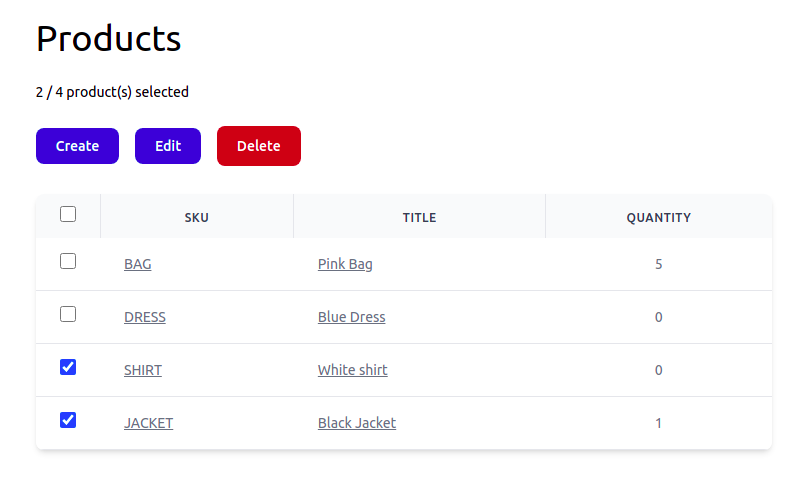 Products
2 / 4 product(s) selected
Create Edit Delete
SKU TITLE QUANTITY
BAG Pink Bag 5
DRESS Blue Dress 0
SHIRT White shirt 0
JACKET Black Jacket 1